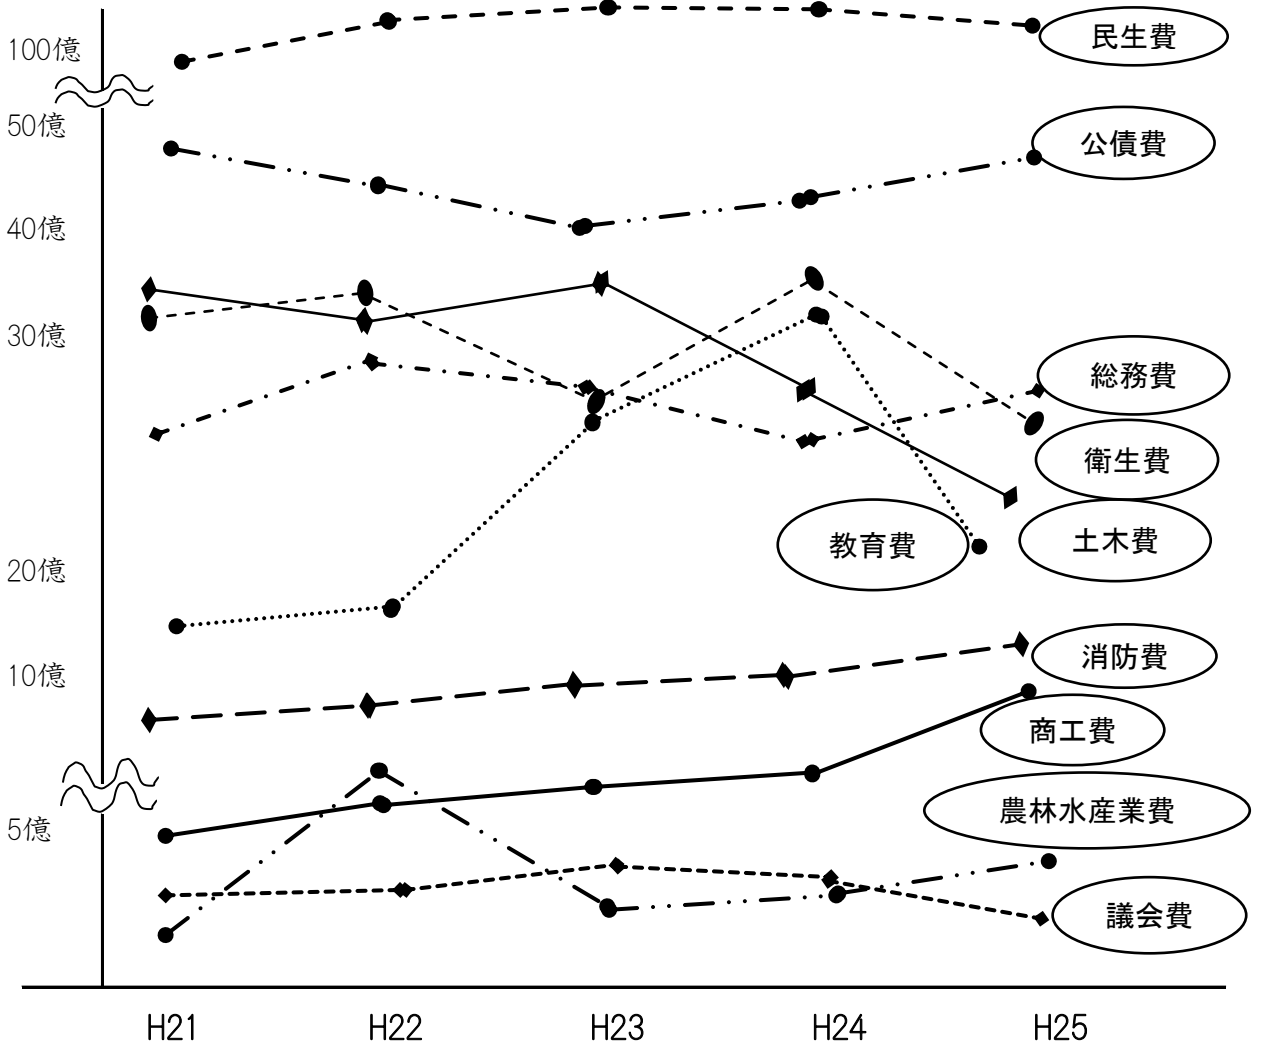 民生費
100億
50億
公債費
40億
30億
総務費
衛生費
教育費
土木費
20億
消防費
10億
商工費
農林水産業費
5億
議会費
H21 H22 H23 H24 H25